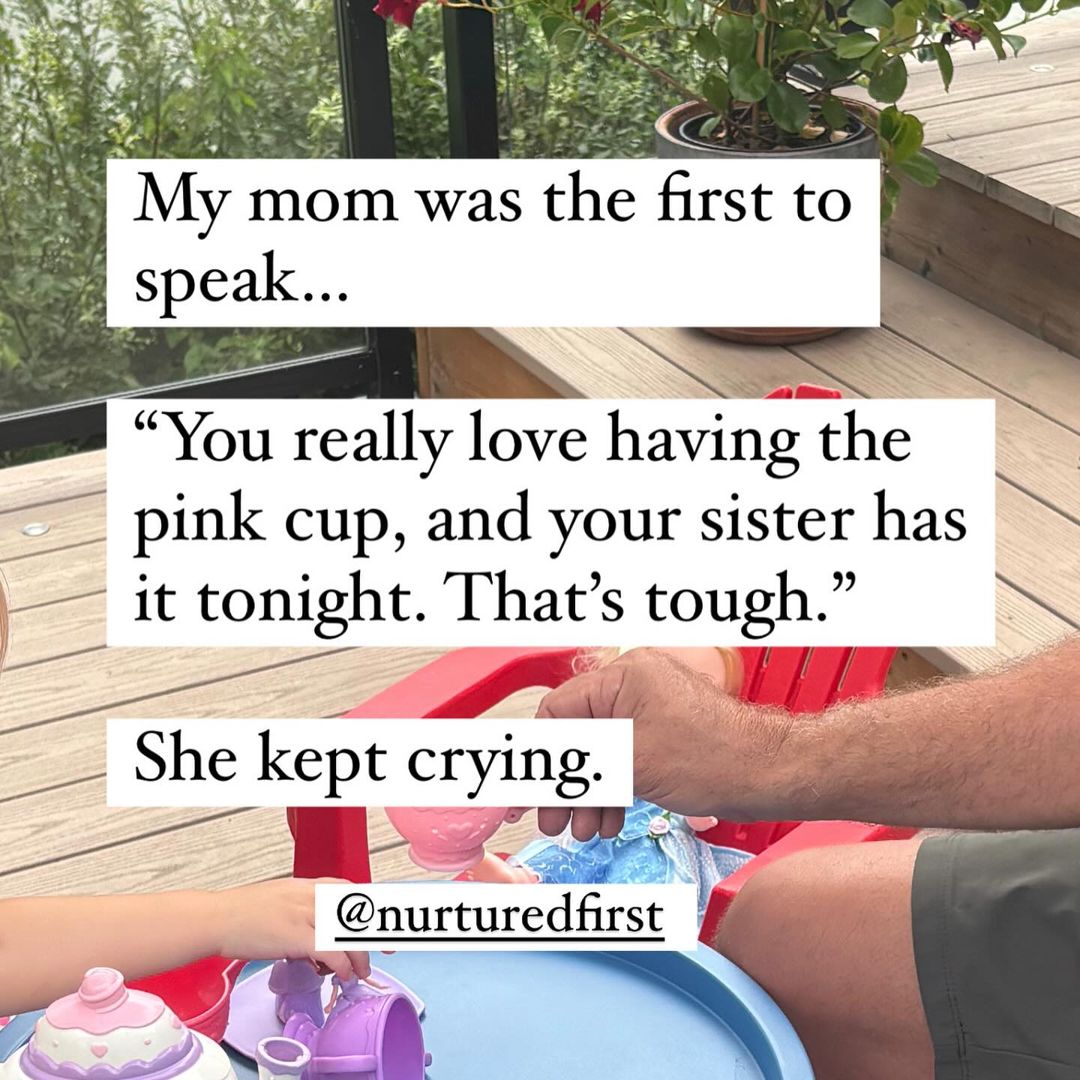 My mom was the first to
speak...
“You really love having the
pink cup, and your sister has
it tonight. That’s tough.”
She kept crying.
@nurturedfirst